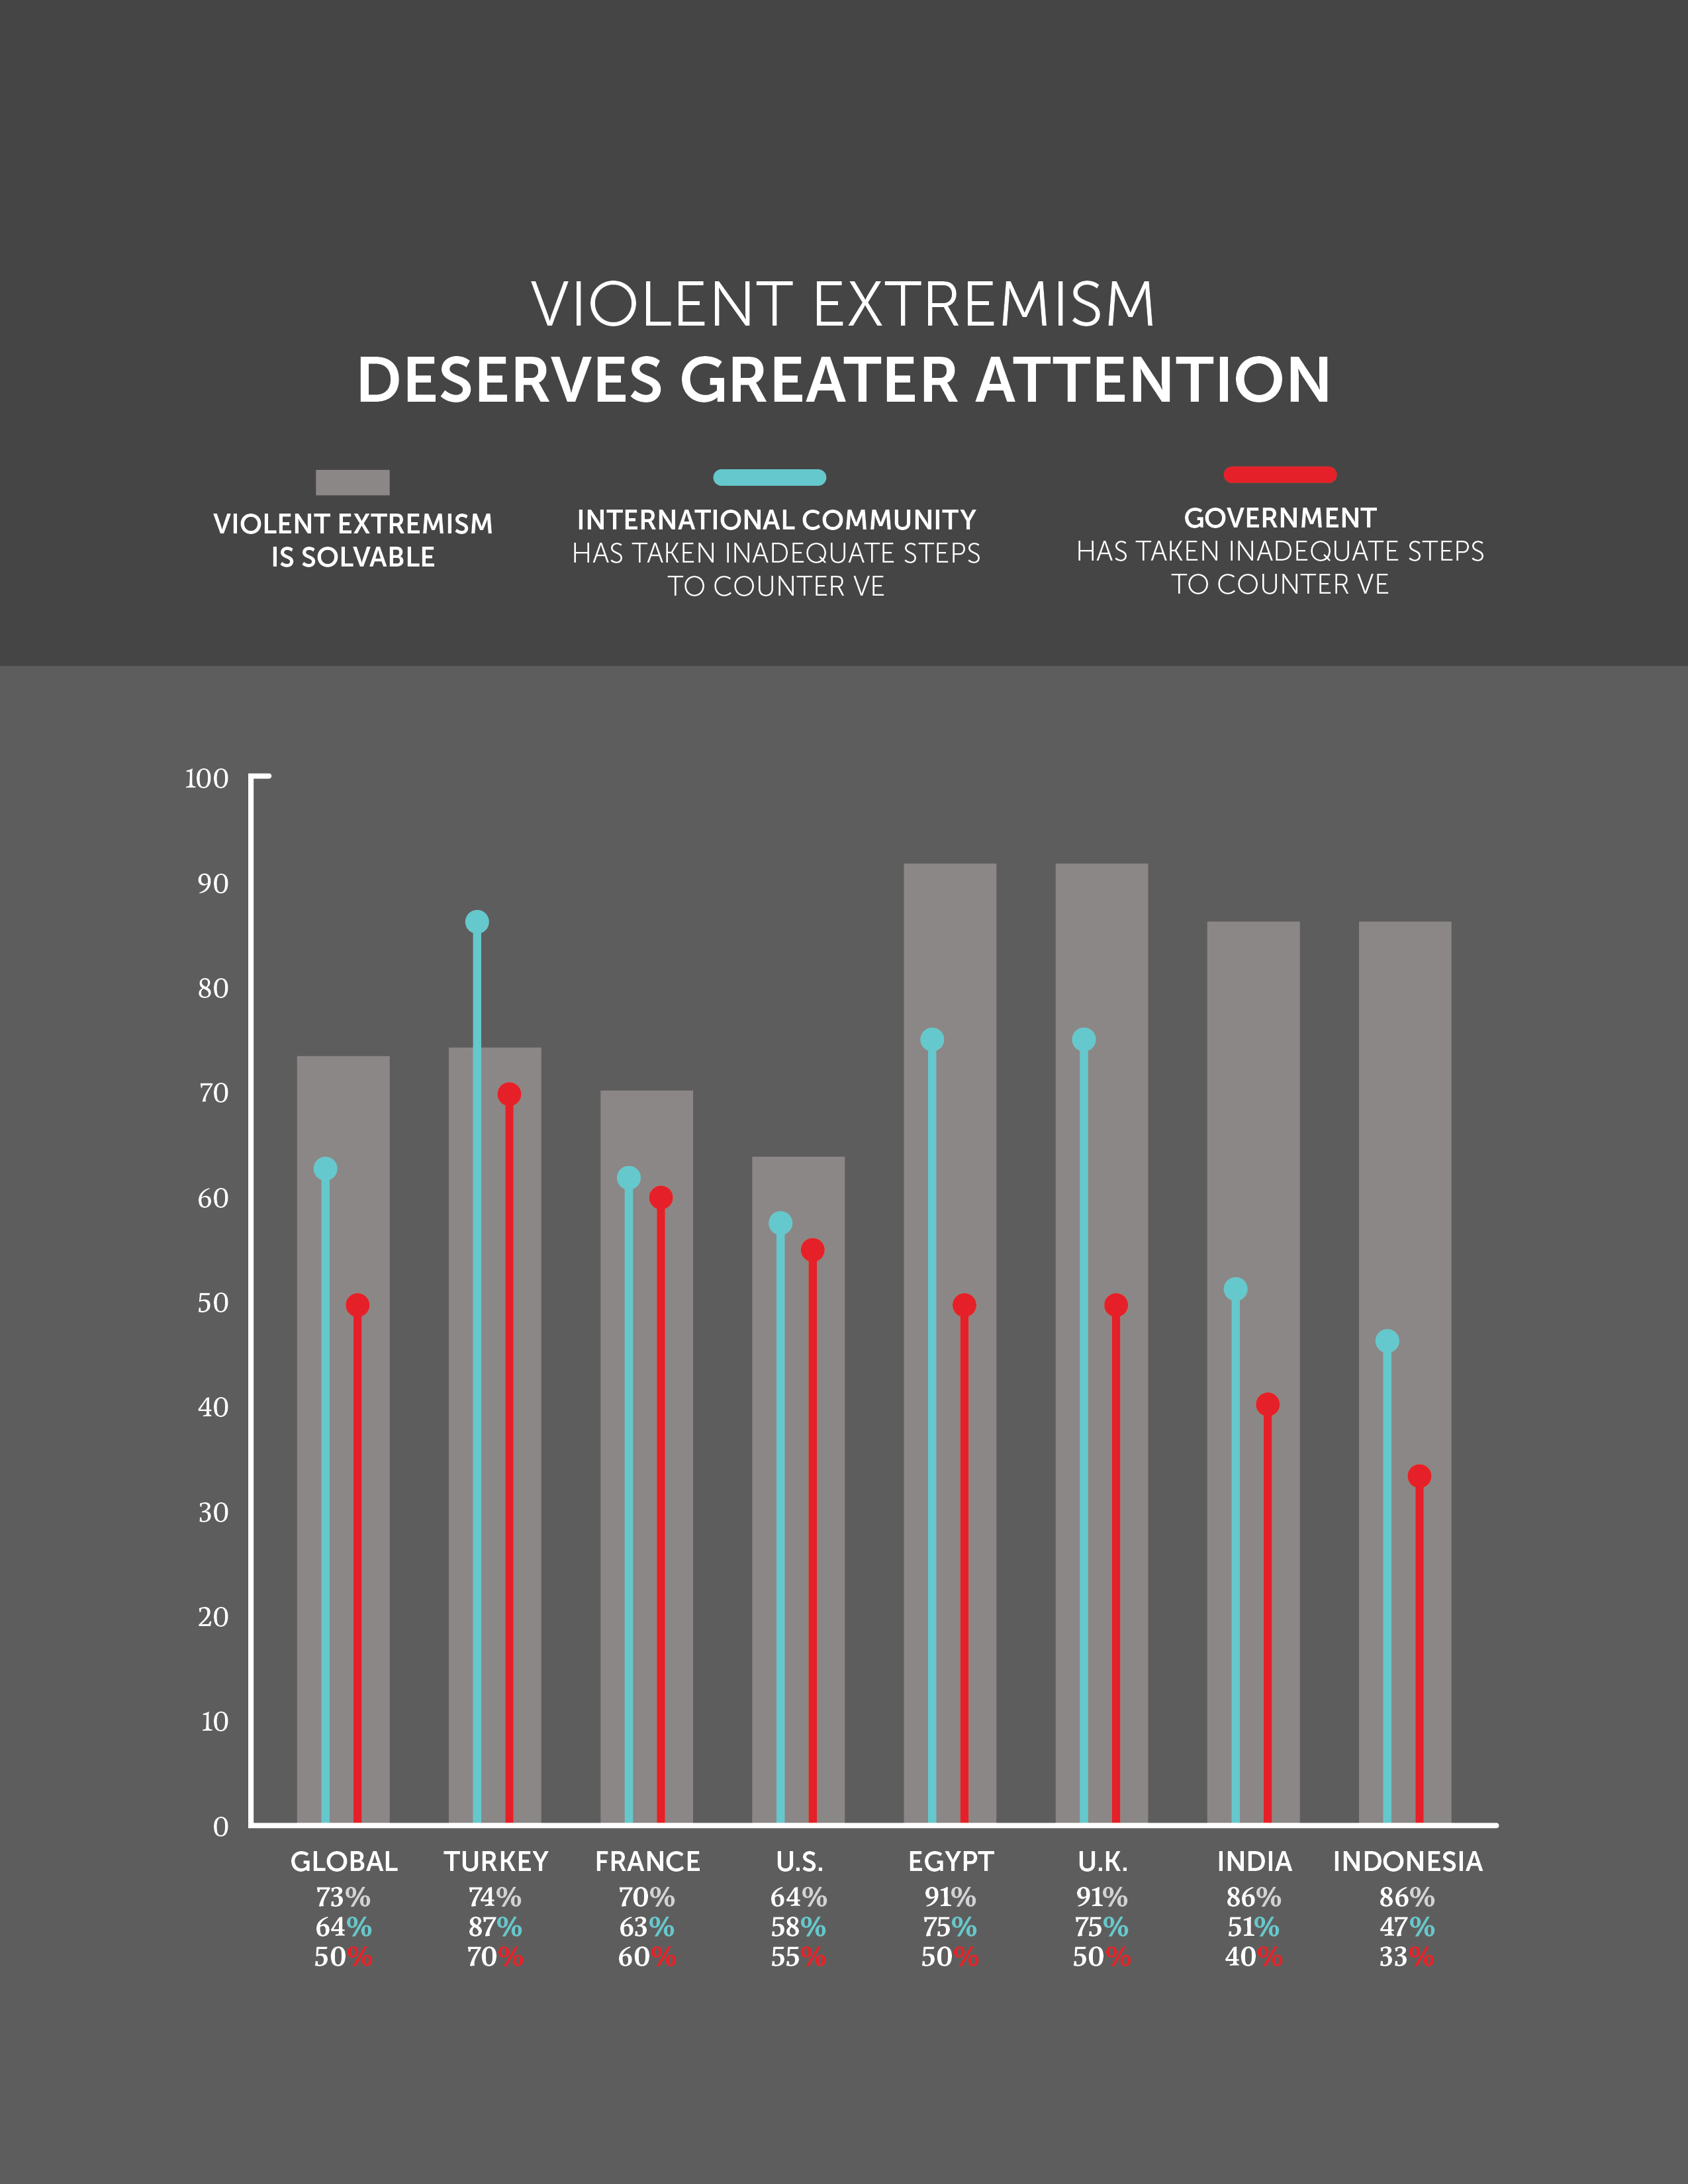 VIOLENT EXTREMISM
DESERVES GREATER ATTENTION
VIOLENT EXTREMISM
IS SOLVABLE
INTERNATIONAL COMMUNITY
HAS TAKEN INADEQUATE STEPS
TO COUNTER VE
GOVERNMENT
HAS TAKEN INADEQUATE STEPS
TO COUNTER VE
100
90
80
70
60
50
40
30
20
10
0
GLOBAL TURKEY FRANCE U.S. EGYPT U.K. INDIA INDONESIA
73% 74% 70% 64% 91% 91% 86% 86%
64% 87% 63% 58% 75% 75% 51% 47%
50% 70% 60% 55% 50% 50% 40% 33%